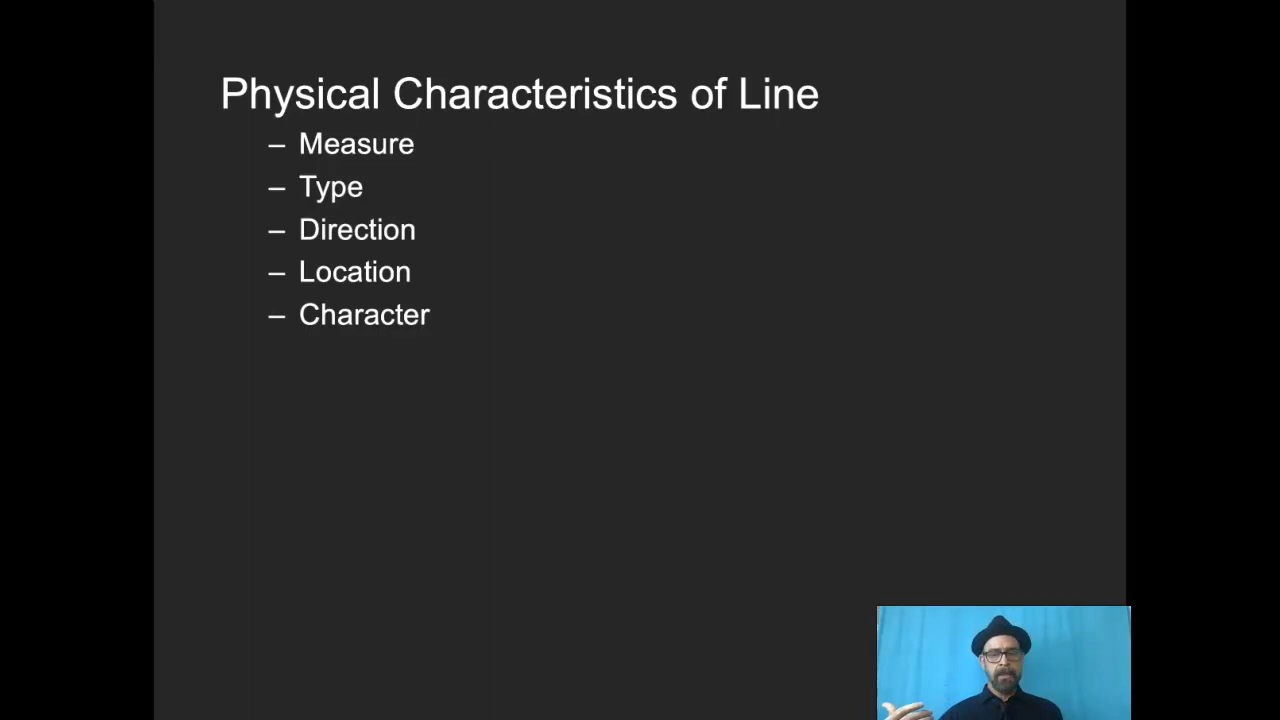 Physical Characteristics of Line
– Measure
– Type
– Direction
– Location
– Character